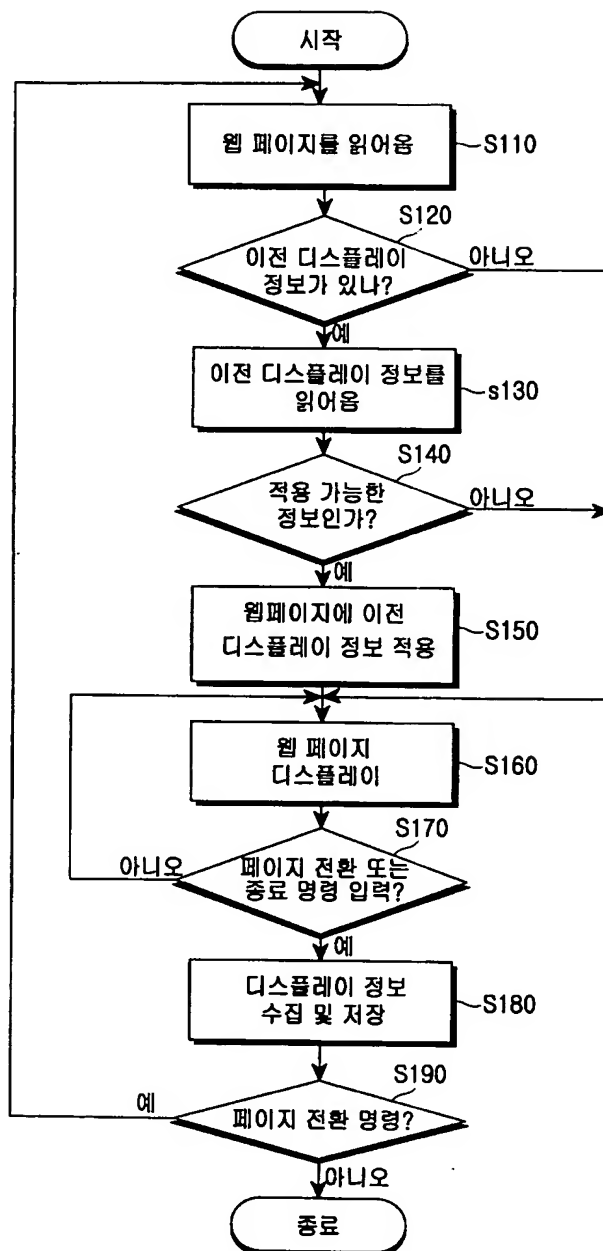 시작
웹 페이지를 읽어옴
S110
S120
이전 디스플레이
정보가 있나?
아니오
예
이전 디스플레이 정보를
읽어옴
s130
S140
적용 가능한
정보인가?
아니오
예
웹페이지에 이전
디스플레이 정보 적용
S150
웹 페이지
디스플레이
S160
S170
아니오
페이지 전환 또는
종료 명령 입력?
예
디스플레이 정보
수집 및 저장
S180
S190
예
페이지 전환 명령?
아니오
종료